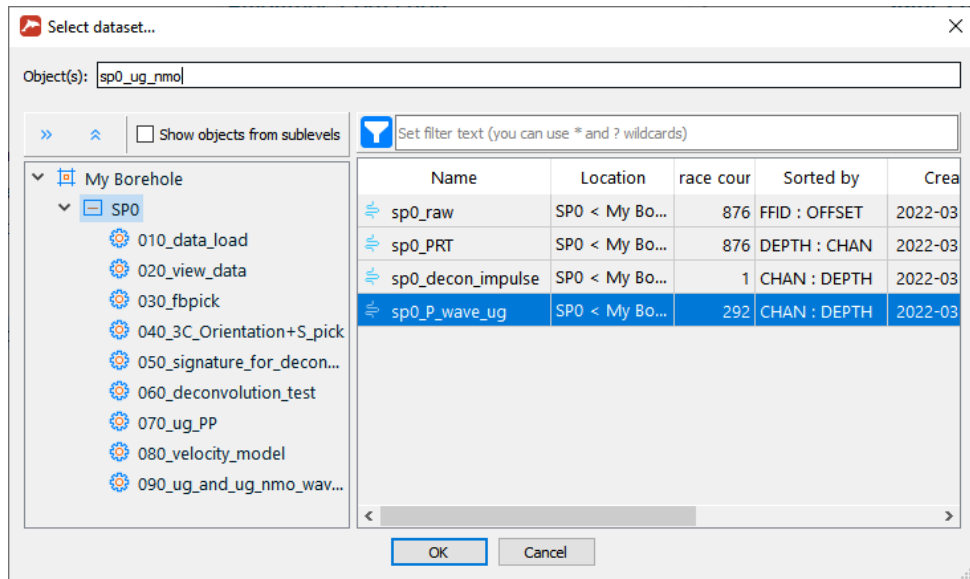 Select dataset...
Object(s): sp0_ug_nmo
Show objects from sublevels
Set filter text (you can use * and ? wildcards)
My Borehole
SP0
010_data_load
020_view_data
030_fbpick
040_3C_Orientation+S_pick
050_signature_for_decon...
060_deconvolution_test
070_ug_PP
080_velocity_model
090_ug_and_ug_nmo_wav...
Name Location race cour Sorted by Crea
sp0_raw SP0 < My Bo... 876 FFID : OFFSET 2022-03
sp0_PRT SP0 < My Bo... 876 DEPTH : CHAN 2022-03
sp0_decon_impulse SP0 < My Bo... 1 CHAN : DEPTH 2022-03
sp0_P_wave_ug SP0 < My Bo... 292 CHAN : DEPTH 2022-03
OK Cancel